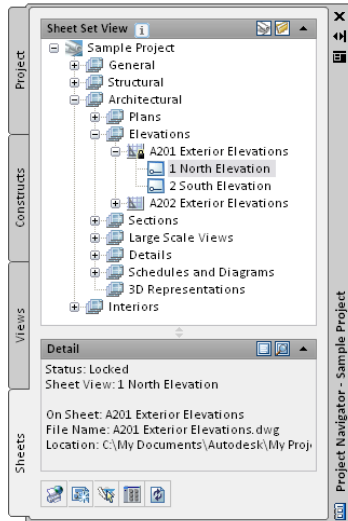 Sheet Set View
Sample Project
General
Structural
Architectural
Plans
Elevations
A201 Exterior Elevations
1 North Elevation
2 South Elevation
A202 Exterior Elevations
Sections
Large Scale Views
Details
Schedules and Diagrams
3D Representations
Interiors
Detail
Status: Locked
Sheet View: 1 North Elevation
On Sheet: A201 Exterior Elevations
File Name: A201 Exterior Elevations.dwg
Location: C:\My Documents\Autodesk\My Proj
Project
Constructs
Views
Sheets
Project Navigator - Sample Project